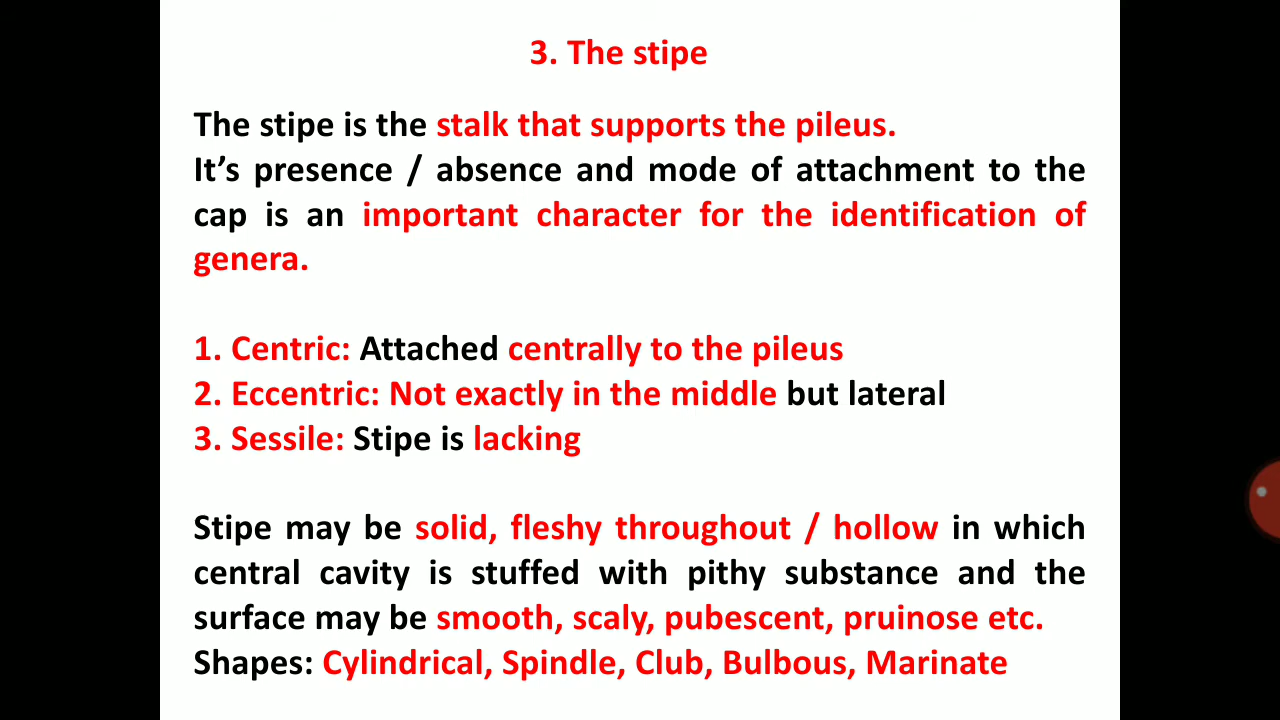 3. The stipe
The stipe is the stalk that supports the pileus.
It’s presence / absence and mode of attachment to the
cap is an important character for the identification of
genera.
1. Centric: Attached centrally to the pileus
2. Eccentric: Not exactly in the middle but lateral
3. Sessile: Stipe is lacking
Stipe may be solid, fleshy throughout / hollow in which
central cavity is stuffed with pithy substance and the
surface may be smooth, scaly, pubescent, pruinose etc.
Shapes: Cylindrical, Spindle, Club, Bulbous, Marinate